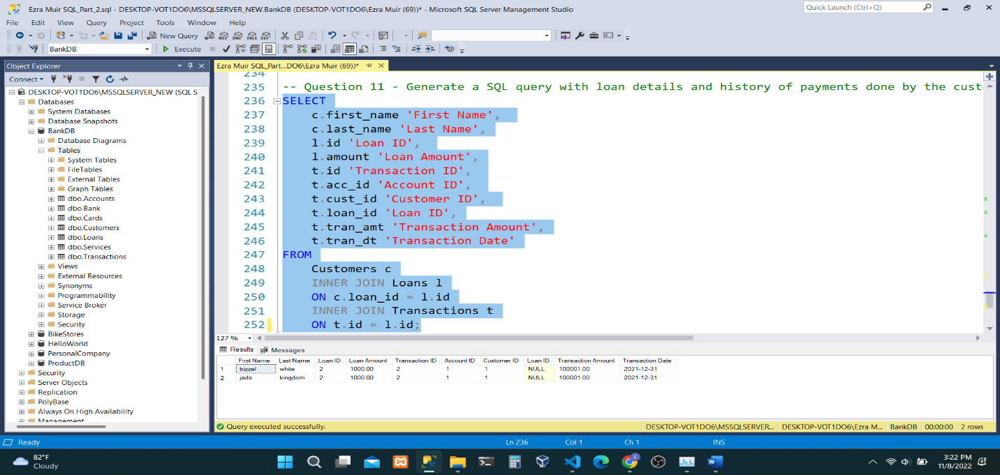 Ezra Muir SQL_Part_2.sql - DESKTOP-VOT1DO6\MSSQLSERVER_NEW.BankDB (DESKTOP-VOT1DO6\Ezra Muir (69))* - Microsoft SQL Server Management Studio
Quick Launch (Ctrl+Q)
File Edit View Query Project Tools Window Help
New Query MDX DMX XMLA DAX
BankDB Execute
Object Explorer
Connect
DESKTOP-VOT1DO6\MSSQLSERVER_NEW (SQL S
Databases
System Databases
Database Snapshots
BankDB
Database Diagrams
Tables
System Tables
FileTables
External Tables
Graph Tables
dbo.Accounts
dbo.Bank
dbo.Cards
dbo.Customers
dbo.Loans
dbo.Services
dbo.Transactions
Views
External Resources
Synonyms
Programmability
Service Broker
Storage
Security
BikeStores
HelloWorld
PersonalCompany
ProductDB
Security
Server Objects
Replication
PolyBase
Always On High Availability
Management
Ezra Muir SQL_Part...DO6\Ezra Muir (69))*
234
235 -- Question 11 - Generate a SQL query with loan details and history of payments done by the cust
236 SELECT
237 c.first_name 'First Name',
238 c.last_name 'Last Name',
239 l.id 'Loan ID',
240 l.amount 'Loan Amount',
241 t.id 'Transaction ID',
242 t.acc_id 'Account ID',
243 t.cust_id 'Customer ID',
244 t.loan_id 'Loan ID',
245 t.tran_amt 'Transaction Amount',
246 t.tran_dt 'Transaction Date'
247 FROM
248 Customers c
249 INNER JOIN Loans l
250 ON c.loan_id = l.id
251 INNER JOIN Transactions t
252 ON t.id = l.id;
127 %
Results Messages
First Name Last Name Loan ID Loan Amount Transaction ID Account ID Customer ID Loan ID Transaction Amount Transaction Date
1 trizzel white 2 1000.00 2 1 1 NULL 100001.00 2021-12-31
2 jada kingdom 2 1000.00 2 1 1 NULL 100001.00 2021-12-31
Query executed successfully. DESKTOP-VOT1DO6\MSSQLSERVER... DESKTOP-VOT1DO6\Ezra M... BankDB 00:00:00 2 rows
Ready Ln 236 Col 1 Ch 1 INS
82°F
Cloudy
E
3:22 PM
11/8/2022